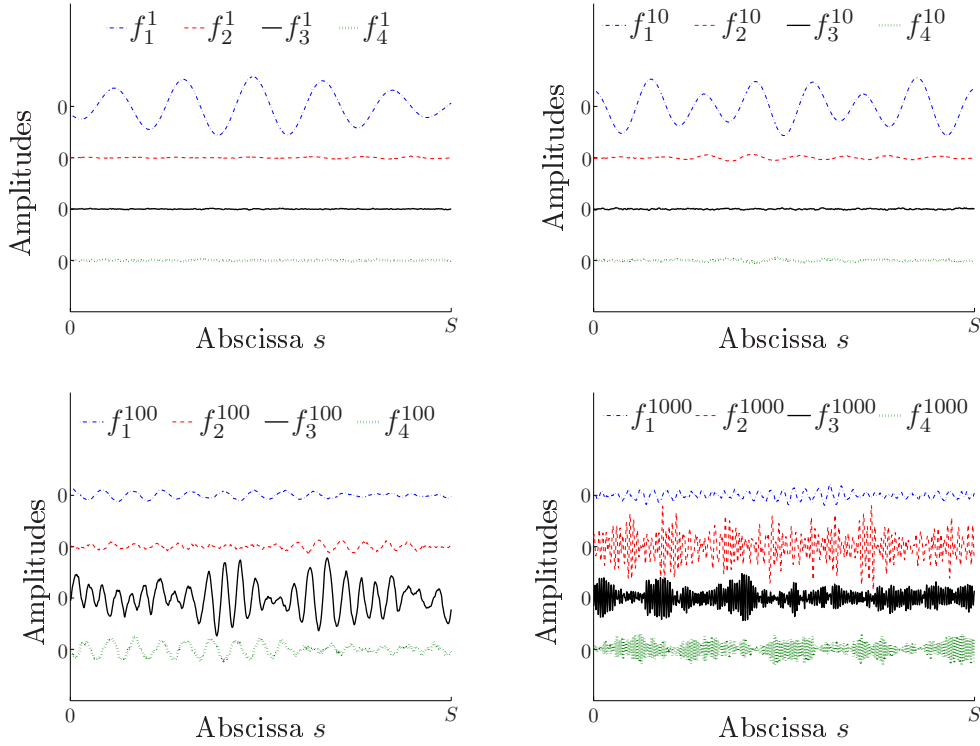 f_1^1 f_2^1 f_3^1 f_4^1
Amplitudes
0
0
0
0
0
S
Abscissa s
f_1^10 f_2^10 f_3^10 f_4^10
Amplitudes
0
0
0
0
0
S
Abscissa s
f_1^100 f_2^100 f_3^100 f_4^100
Amplitudes
0
0
0
0
0
S
Abscissa s
f_1^1000 f_2^1000 f_3^1000 f_4^1000
Amplitudes
0
0
0
0
0
S
Abscissa s